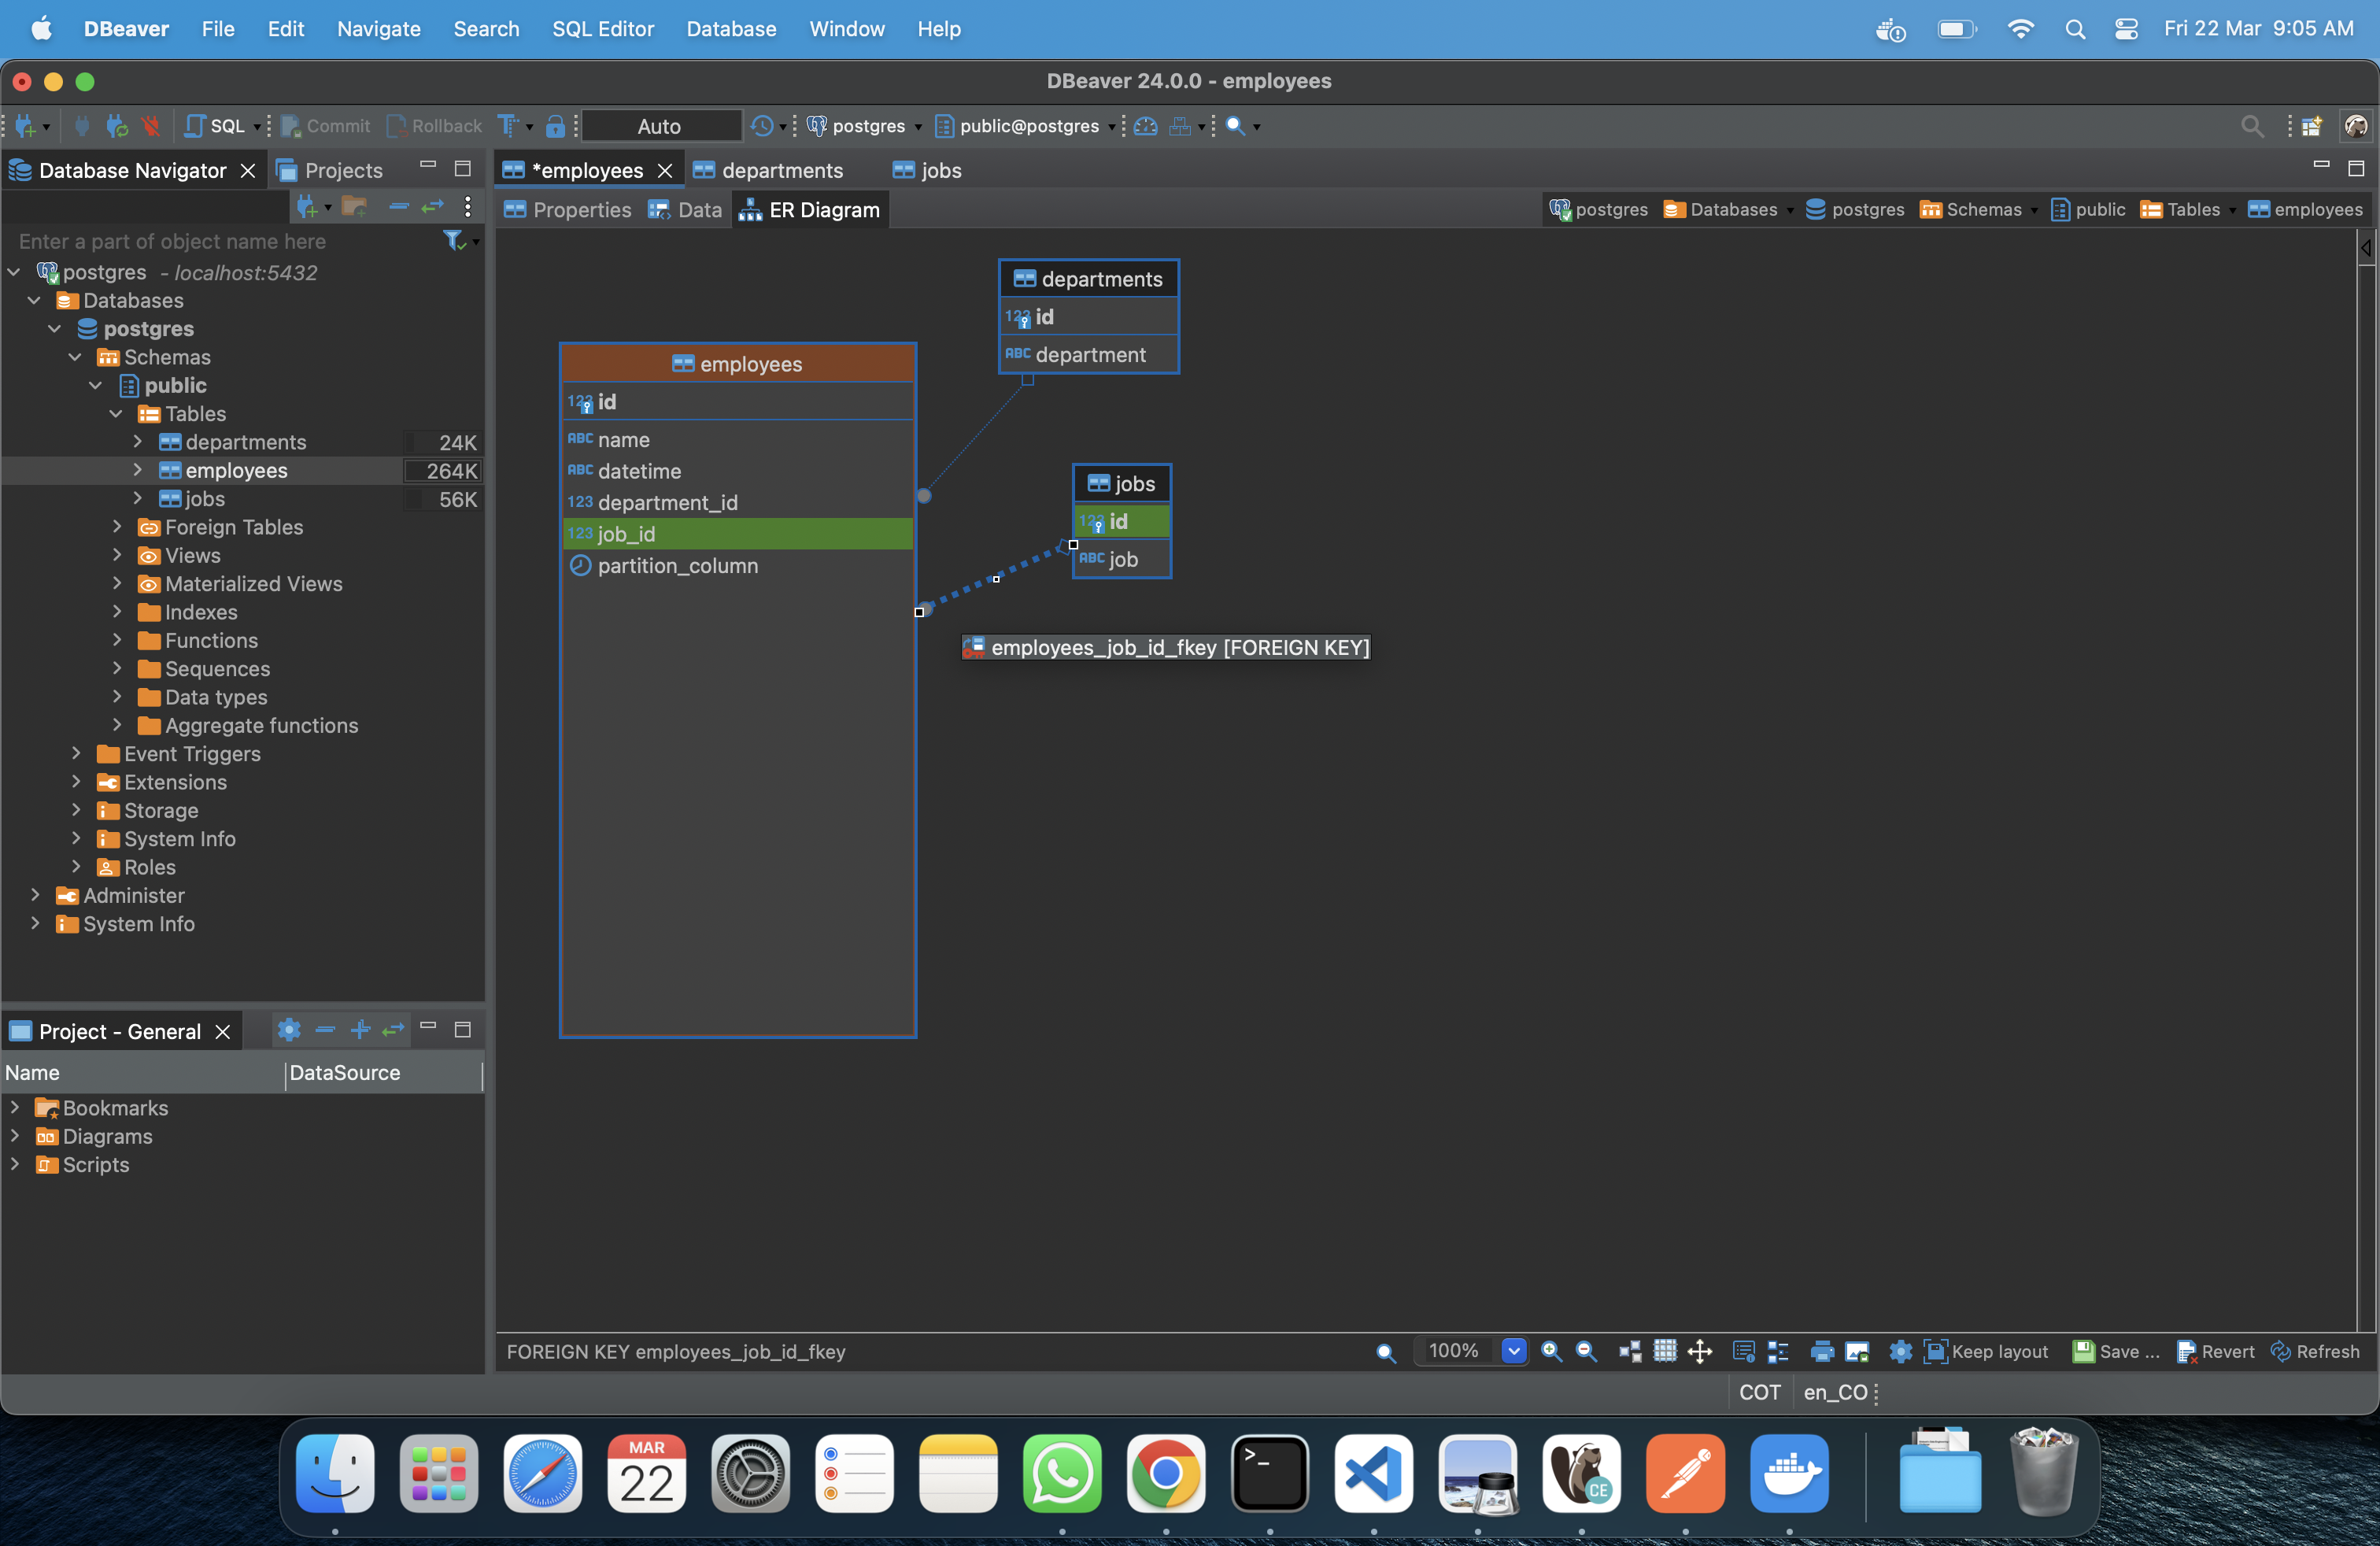 DBeaver File Edit Navigate Search SQL Editor Database Window Help Fri 22 Mar 9:05 AM
DBeaver 24.0.0 - employees
SQL Commit Rollback Auto postgres public@postgres
Database Navigator Projects
*employees departments jobs
Properties Data ER Diagram
postgres Databases postgres Schemas public Tables employees
Enter a part of object name here
postgres - localhost:5432
Databases
postgres
Schemas
public
Tables
departments 24K
employees 264K
jobs 56K
Foreign Tables
Views
Materialized Views
Indexes
Functions
Sequences
Data types
Aggregate functions
Event Triggers
Extensions
Storage
System Info
Roles
Administer
System Info
departments
123 id
ABC department
employees
123 id
ABC name
ABC datetime
123 department_id
123 job_id
partition_column
jobs
123 id
ABC job
employees_job_id_fkey [FOREIGN KEY]
Project - General
Name DataSource
Bookmarks
Diagrams
Scripts
FOREIGN KEY employees_job_id_fkey
100% Keep layout Save ... Revert Refresh
COT en_CO
MAR
22
>_
CE